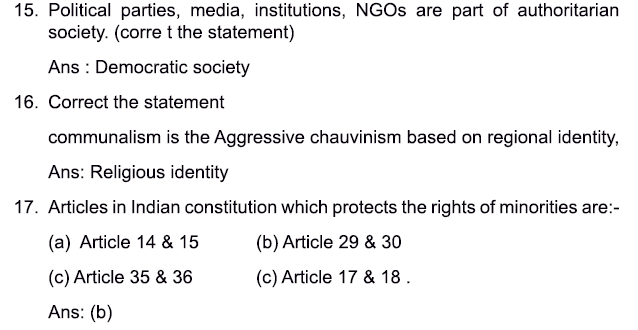 15. Political parties, media, institutions, NGOs are part of authoritarian
society. (corre t the statement)
Ans : Democratic society
16. Correct the statement
communalism is the Aggressive chauvinism based on regional identity,
Ans: Religious identity
17. Articles in Indian constitution which protects the rights of minorities are:-
(a) Article 14 & 15 (b) Article 29 & 30
(c) Article 35 & 36 (c) Article 17 & 18 .
Ans: (b)